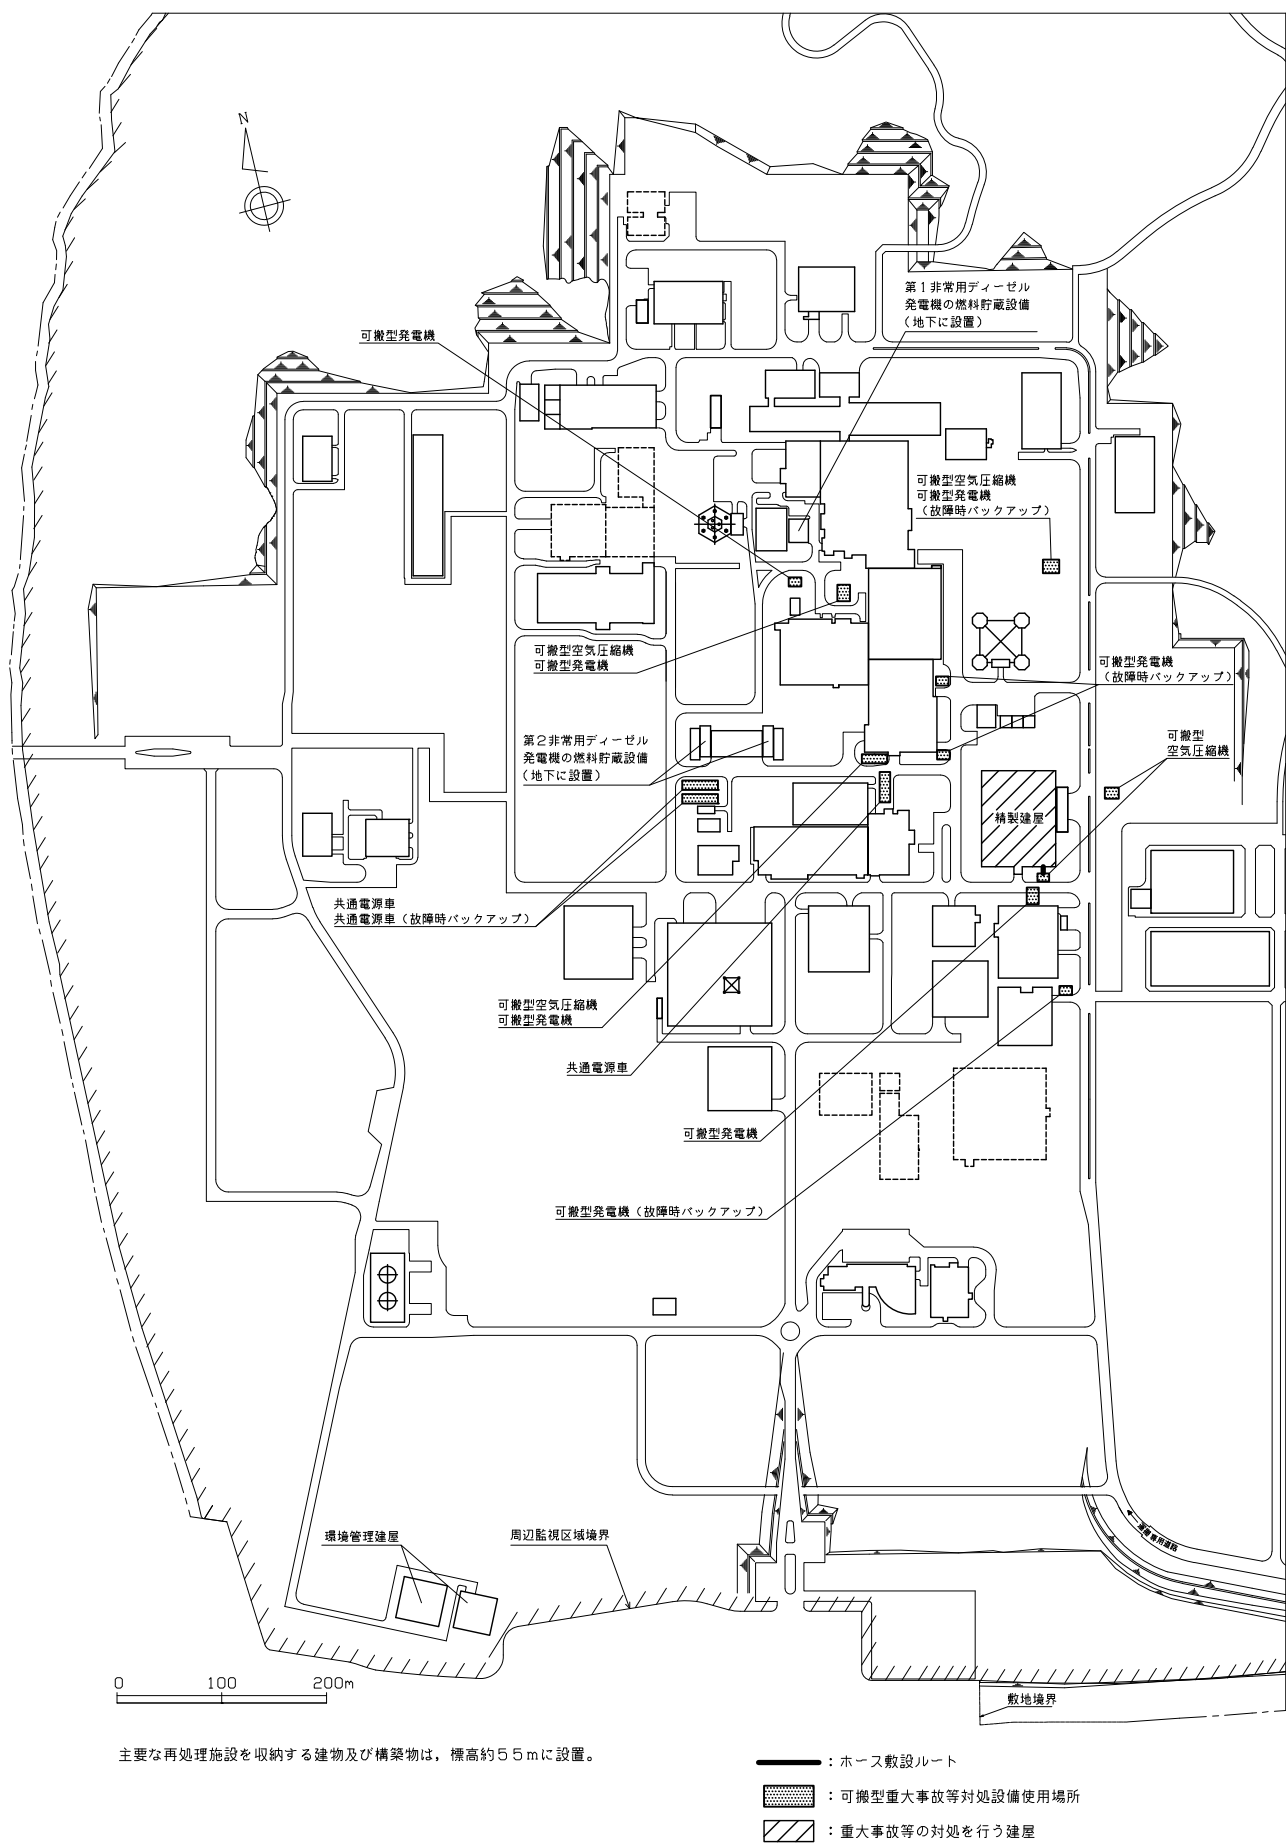 N
第１非常用ディーゼル
発電機の燃料貯蔵設備
（地下に設置）
可搬型発電機
可搬型空気圧縮機
可搬型発電機
（故障時バックアップ）
可搬型空気圧縮機
可搬型発電機
可搬型発電機
（故障時バックアップ）
第２非常用ディーゼル
発電機の燃料貯蔵設備
（地下に設置）
可搬型
空気圧縮機
精製建屋
共通電源車
共通電源車（故障時バックアップ）
可搬型空気圧縮機
可搬型発電機
共通電源車
可搬型発電機
可搬型発電機（故障時バックアップ）
環境管理建屋
周辺監視区域境界
0 100 200m
敷地境界
主要な再処理施設を収納する建物及び構築物は，標高約５５ｍに設置。
：ホース敷設ルート
：可搬型重大事故等対処設備使用場所
：重大事故等の対処を行う建屋